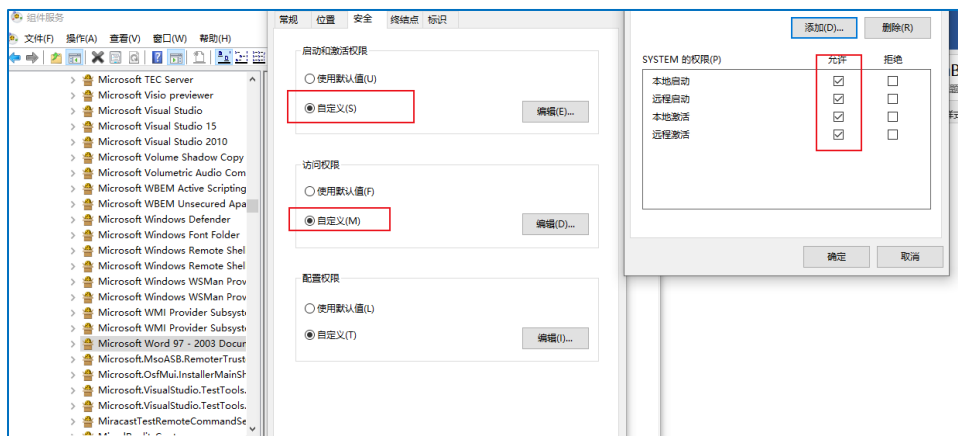 组件服务
文件(F) 操作(A) 查看(V) 窗口(W) 帮助(H)
Microsoft TEC Server
Microsoft Visio previewer
Microsoft Visual Studio
Microsoft Visual Studio 15
Microsoft Visual Studio 2010
Microsoft Volume Shadow Copy
Microsoft Volumetric Audio Com
Microsoft WBEM Active Scripting
Microsoft WBEM Unsecured Apa
Microsoft Windows Defender
Microsoft Windows Font Folder
Microsoft Windows Remote Shel
Microsoft Windows Remote Shel
Microsoft Windows WSMan Prov
Microsoft Windows WSMan Prov
Microsoft WMI Provider Subsyst
Microsoft WMI Provider Subsyst
Microsoft Word 97 - 2003 Docur
Microsoft.MsoASB.RemoterTrust
Microsoft.OsfMui.InstallerMainSh
Microsoft.VisualStudio.TestTools.
Microsoft.VisualStudio.TestTools.
MiracastTestRemoteCommandSe
常规 位置 安全 终结点 标识
启动和激活权限
使用默认值(U)
自定义(S)
编辑(E)...
访问权限
使用默认值(F)
自定义(M)
编辑(D)...
配置权限
使用默认值(L)
自定义(T)
编辑(I)...
添加(D)... 删除(R)
SYSTEM 的权限(P) 允许 拒绝
本地启动
远程启动
本地激活
远程激活
确定 取消